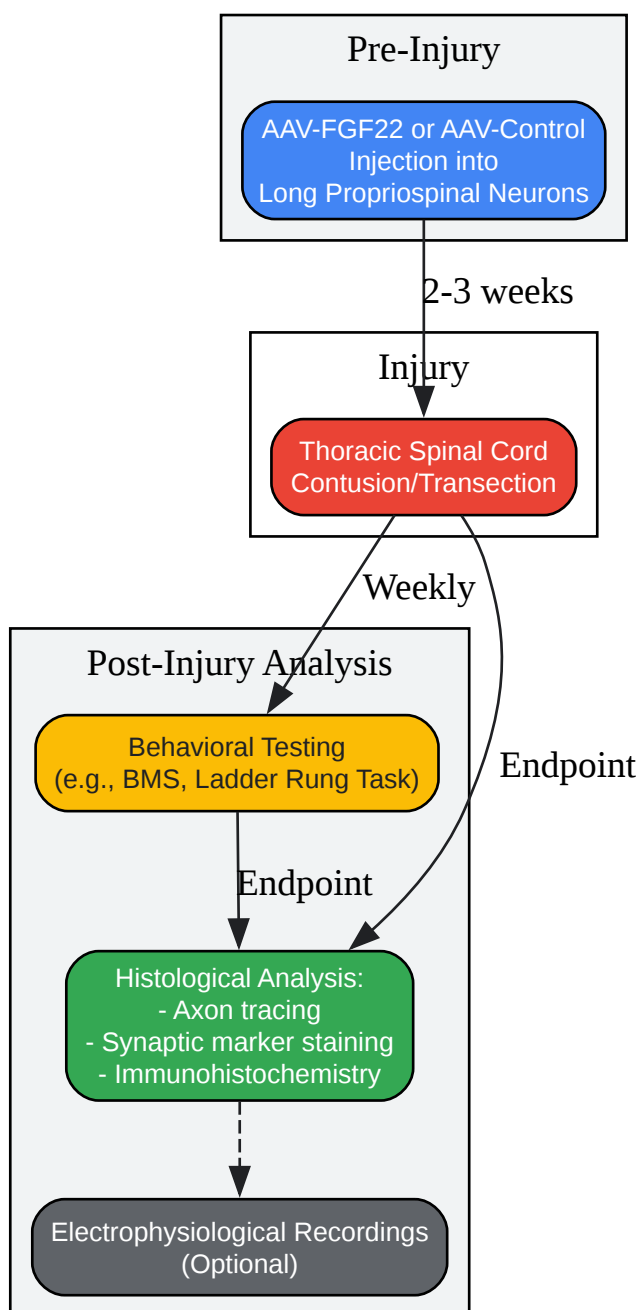 Pre-Injury
AAV-FGF22 or AAV-Control
Injection into
Long Propriospinal Neurons
2-3 weeks
Injury
Thoracic Spinal Cord
Contusion/Transection
Weekly
Post-Injury Analysis
Behavioral Testing
(e.g., BMS, Ladder Rung Task)
Endpoint
Endpoint
Histological Analysis:
- Axon tracing
- Synaptic marker staining
- Immunohistochemistry
Electrophysiological Recordings
(Optional)